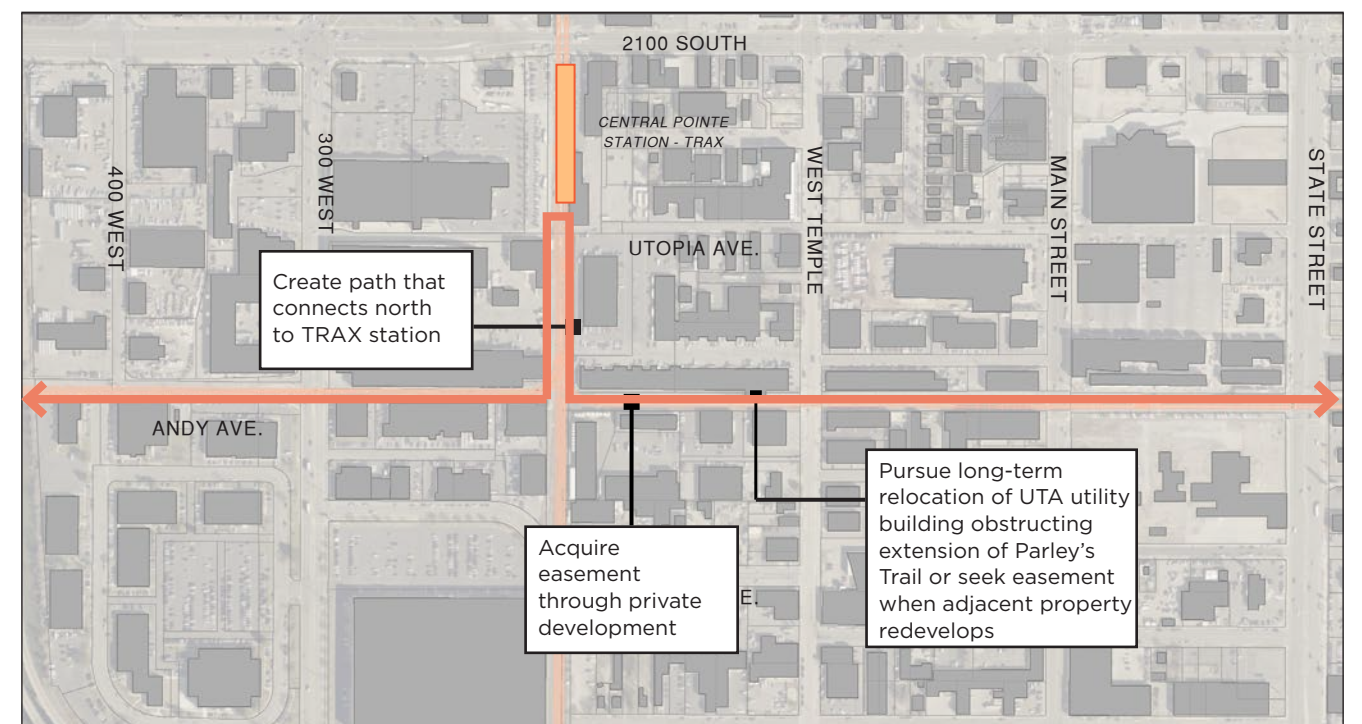 2100 SOUTH
CENTRAL POINTE
STATION - TRAX
400 WEST
300 WEST
WEST TEMPLE
MAIN STREET
STATE STREET
UTOPIA AVE.
Create path that
connects north
to TRAX station
ANDY AVE.
Pursue long-term
relocation of UTA utility
building obstructing
extension of Parley's
Trail or seek easement
when adjacent property
redevelops
Acquire
easement
through private
development
E.